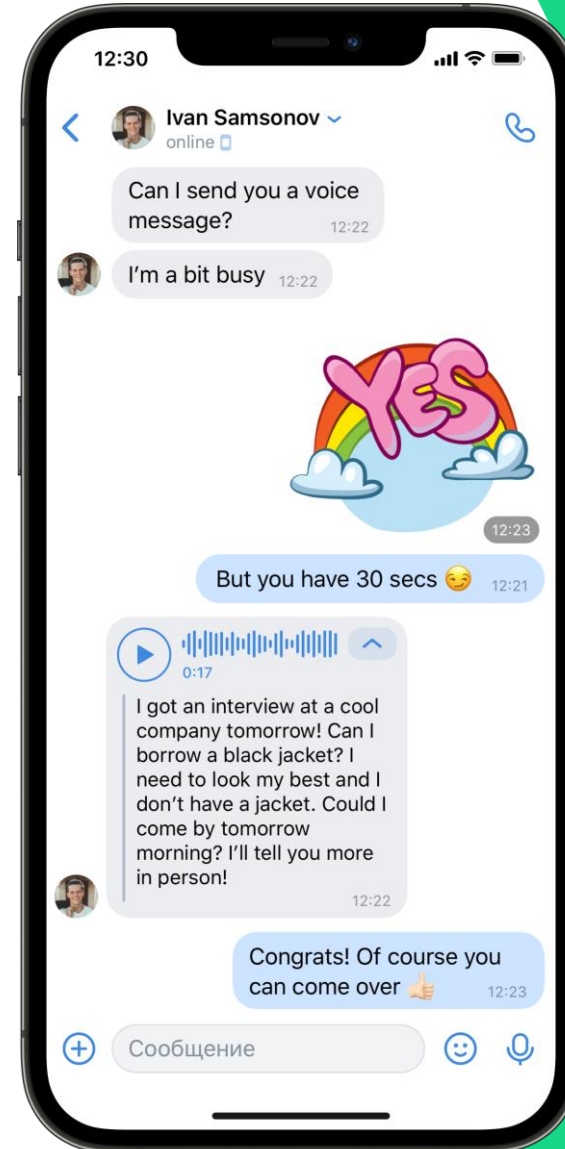 12:30
Ivan Samsonov
online
Can I send you a voice
message?
12:22
I’m a bit busy
12:22
YES
12:23
But you have 30 secs 😏
12:21
0:17
I got an interview at a cool
company tomorrow! Can I
borrow a black jacket? I
need to look my best and I
don’t have a jacket. Could I
come by tomorrow
morning? I’ll tell you more
in person!
12:22
Congrats! Of course you
can come over 👍🏻
12:23
Сообщение